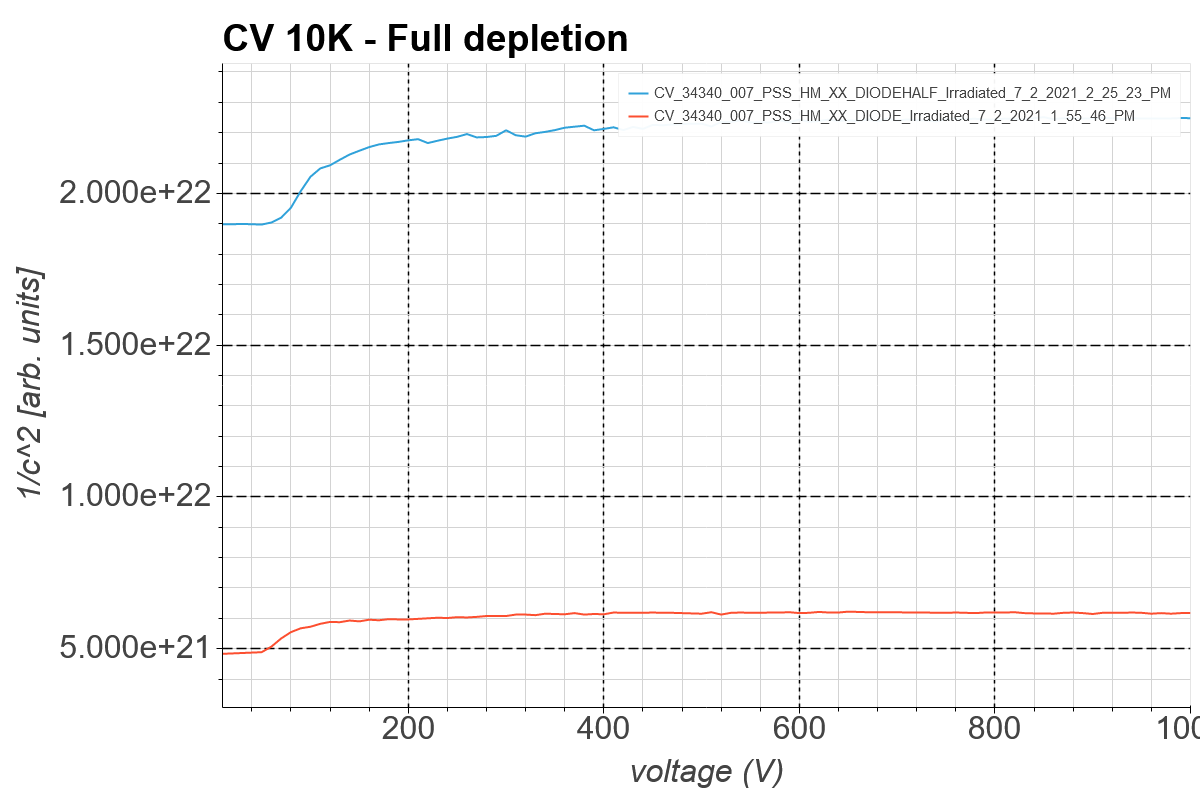 CV 10K - Full depletion
CV_34340_007_PSS_HM_XX_DIODEHALF_Irradiated_7_2_2021_2_25_23_PM
CV_34340_007_PSS_HM_XX_DIODE_Irradiated_7_2_2021_1_55_46_PM
2.000e+22
1.500e+22
1.000e+22
5.000e+21
1/c^2 [arb. units]
200 400 600 800 100
voltage (V)